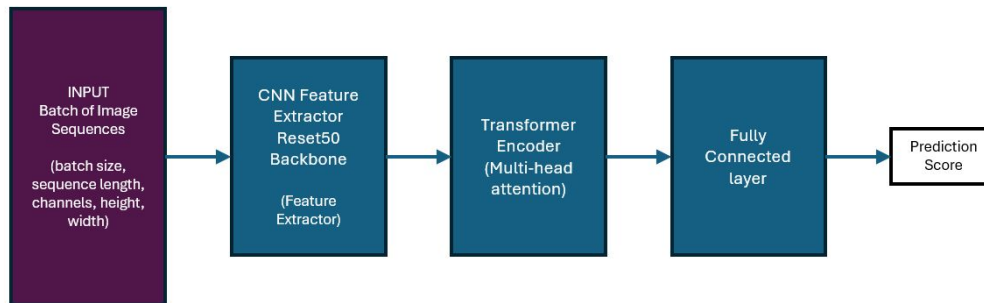 INPUT
Batch of Image
Sequences
(batch size,
sequence length,
channels, height,
width)
CNN Feature
Extractor
Reset50
Backbone
(Feature
Extractor)
Transformer
Encoder
(Multi-head
attention)
Fully
Connected
layer
Prediction
Score